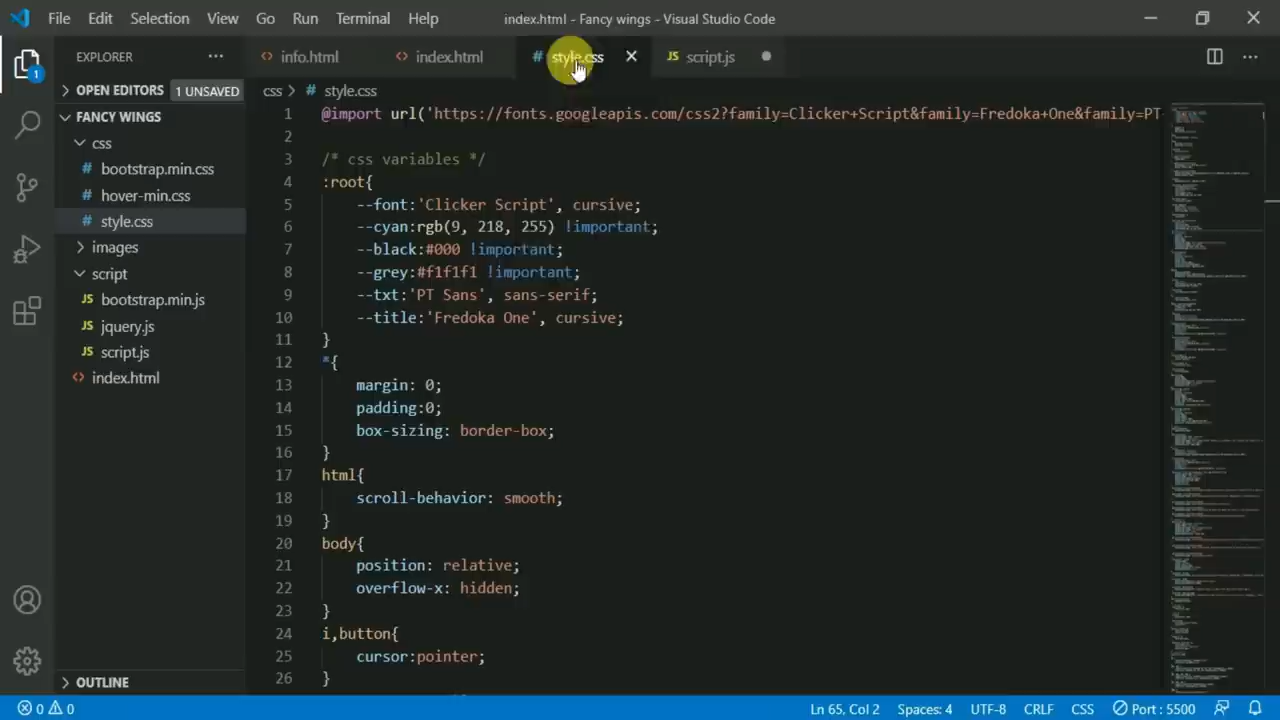 File Edit Selection View Go Run Terminal Help index.html - Fancy wings - Visual Studio Code
EXPLORER ··· info.html index.html # style.css JS script.js
OPEN EDITORS 1 UNSAVED
FANCY WINGS
css
# bootstrap.min.css
# hover-min.css
# style.css
images
script
JS bootstrap.min.js
JS jquery.js
JS script.js
<> index.html
OUTLINE
1
css > # style.css
1 @import url('https://fonts.googleapis.com/css2?family=Clicker+Script&family=Fredoka+One&family=PT
2
3 /* css variables */
4 :root{
5 --font:'Clicker Script', cursive;
6 --cyan:rgb(9, 218, 255) !important;
7 --black:#000 !important;
8 --grey:#f1f1f1 !important;
9 --txt:'PT Sans', sans-serif;
10 --title:'Fredoka One', cursive;
11 }
12 *{
13 margin: 0;
14 padding:0;
15 box-sizing: border-box;
16 }
17 html{
18 scroll-behavior: smooth;
19 }
20 body{
21 position: relative;
22 overflow-x: hidden;
23 }
24 i,button{
25 cursor:pointer;
26 }
0 0 Ln 65, Col 2 Spaces: 4 UTF-8 CRLF CSS Port : 5500